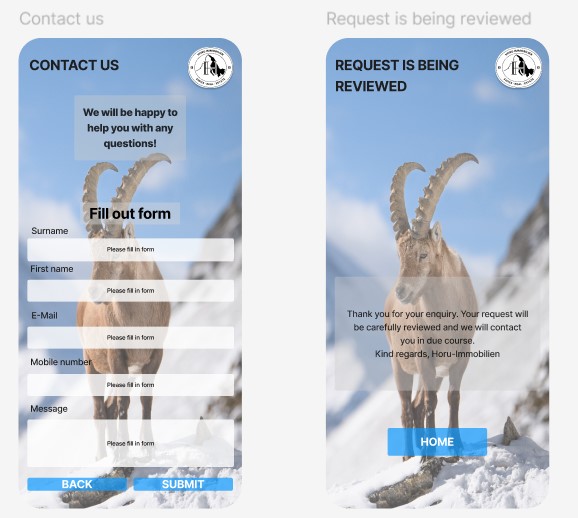 Contact us
CONTACT US
We will be happy to
help you with any
questions!
Fill out form
Surname
Please fill in form
First name
Please fill in form
E-Mail
Please fill in form
Mobile number
Please fill in form
Message
Please fill in form
BACK
SUBMIT
Request is being reviewed
REQUEST IS BEING
REVIEWED
Thank you for your enquiry. Your request will
be carefully reviewed and we will contact
you in due course.
Kind regards, Horu-Immobilien
HOME